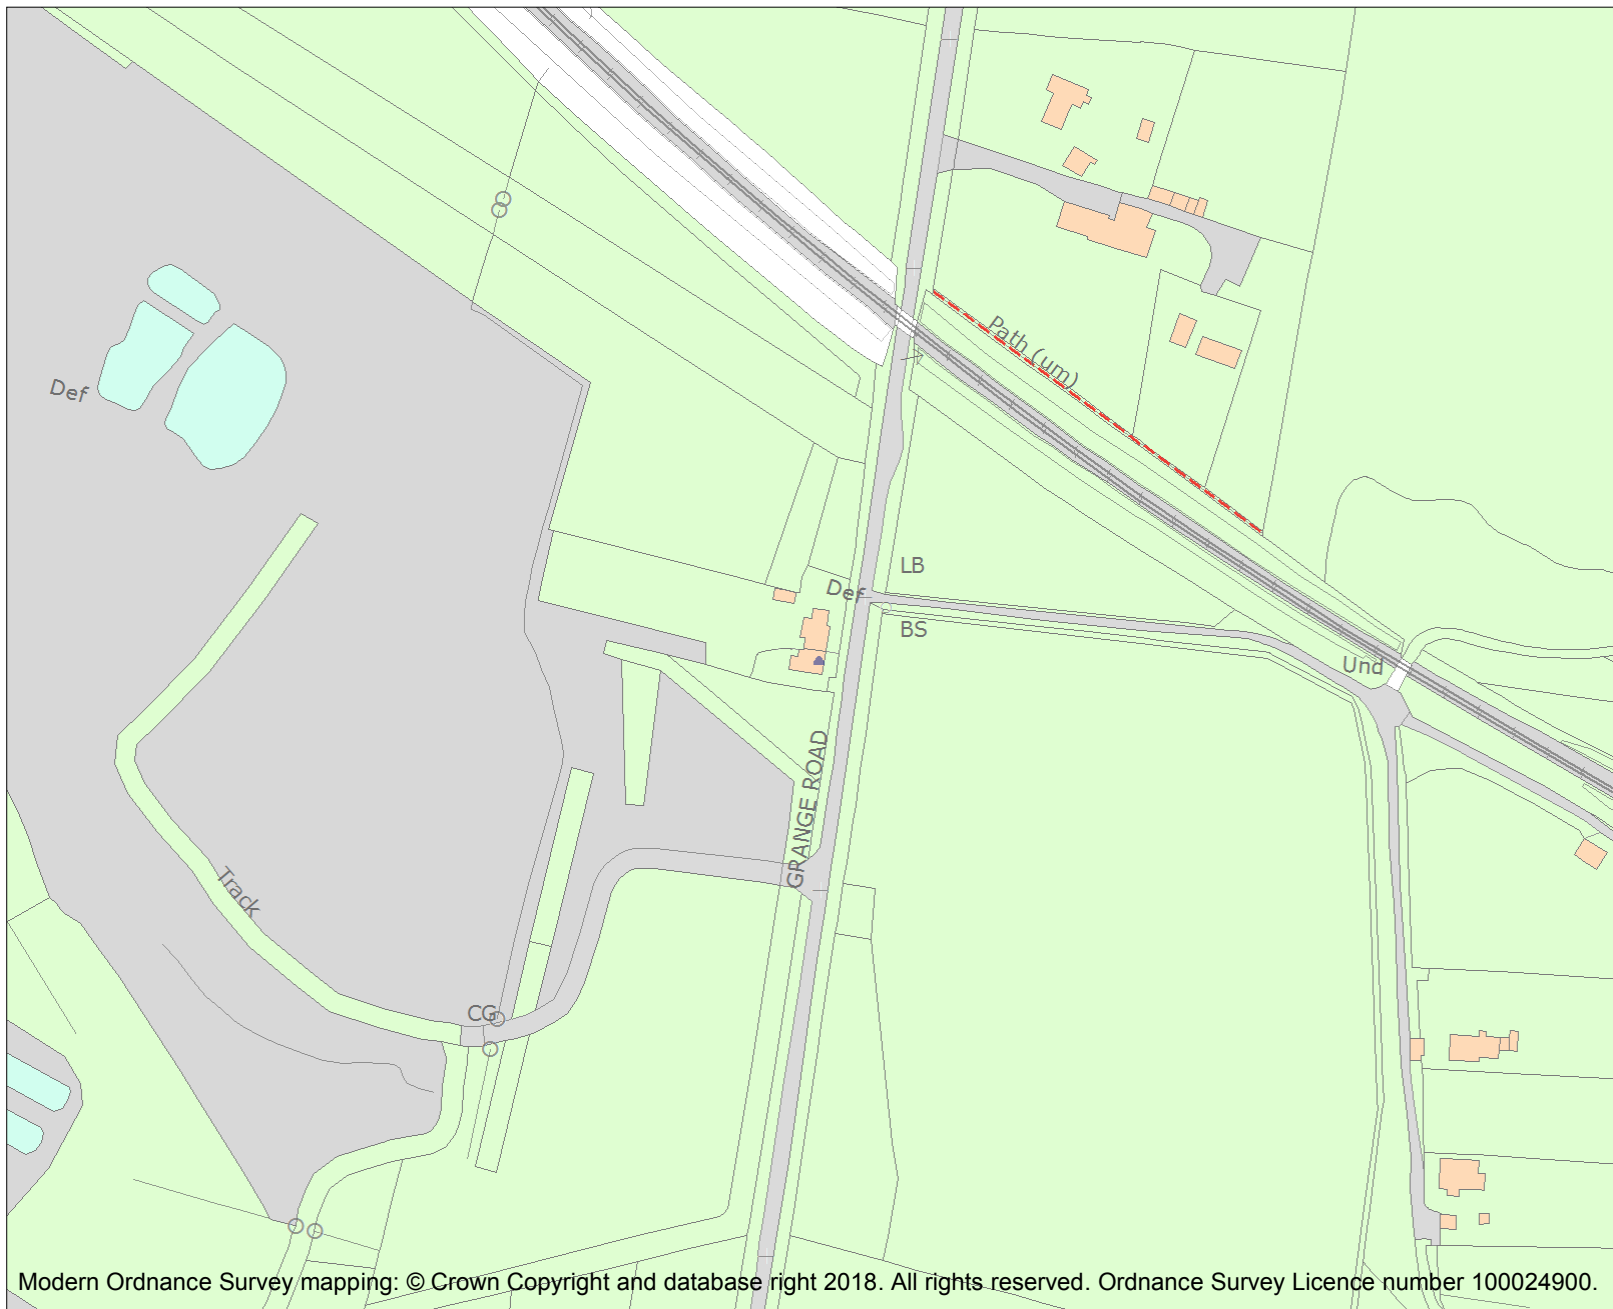 Path (um)
Def
LB
Def
BS
Und
GRANGE ROAD
Track
CG
Modern Ordnance Survey mapping: © Crown Copyright and database right 2018. All rights reserved. Ordnance Survey Licence number 100024900.